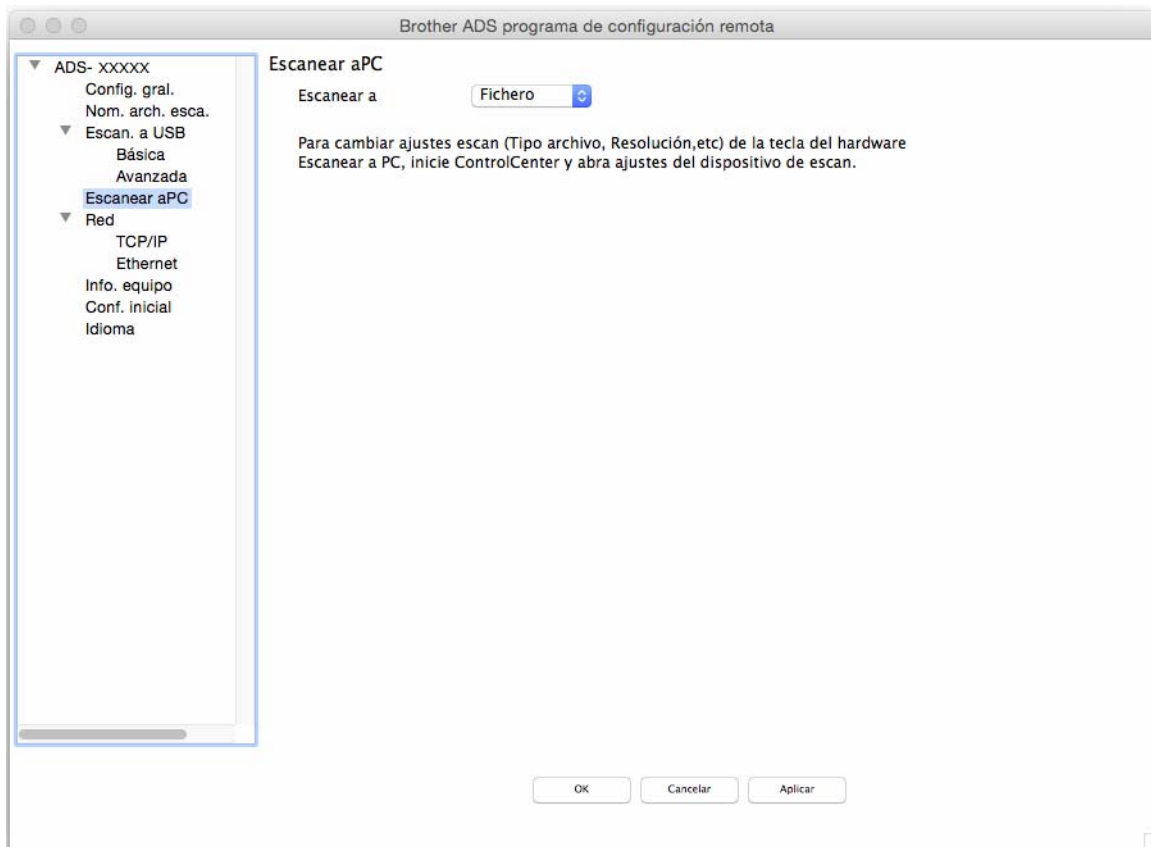 Brother ADS programa de configuración remota
ADS- XXXXX
Config. gral.
Nom. arch. esca.
Escan. a USB
Básica
Avanzada
Escanear aPC
Red
TCP/IP
Ethernet
Info. equipo
Conf. inicial
Idioma
Escanear aPC
Escanear a Fichero
Para cambiar ajustes escan (Tipo archivo, Resolución,etc) de la tecla del hardware
Escanear a PC, inicie ControlCenter y abra ajustes del dispositivo de escan.
OK Cancelar Aplicar